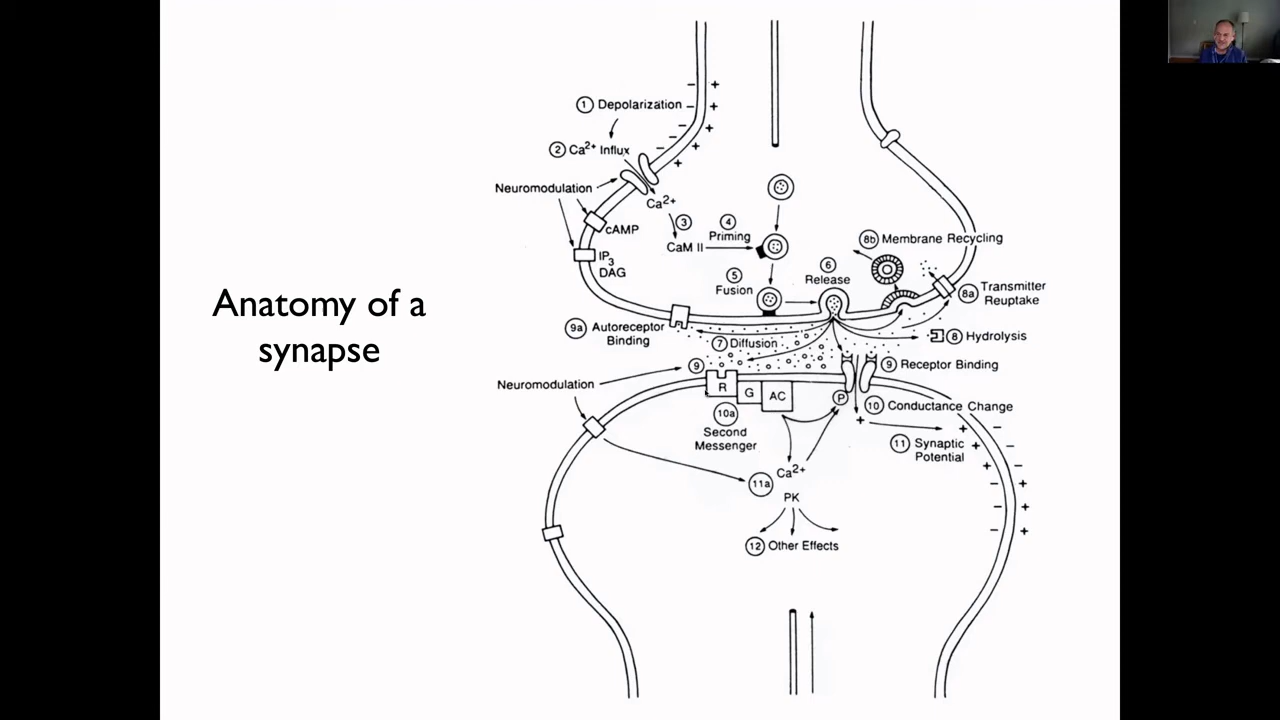 Anatomy of a
synapse
1 Depolarization
2 Ca2+ Influx
Neuromodulation
Ca2+
cAMP
IP3
DAG
3
CaM II
4
Priming
5
Fusion
6
Release
8b Membrane Recycling
8a Transmitter
Reuptake
9a Autoreceptor
Binding
7 Diffusion
8 Hydrolysis
9
9 Receptor Binding
Neuromodulation
R
G
AC
P
10 Conductance Change
10a
Second
Messenger
11 Synaptic
Potential
Ca2+
11a
PK
12 Other Effects